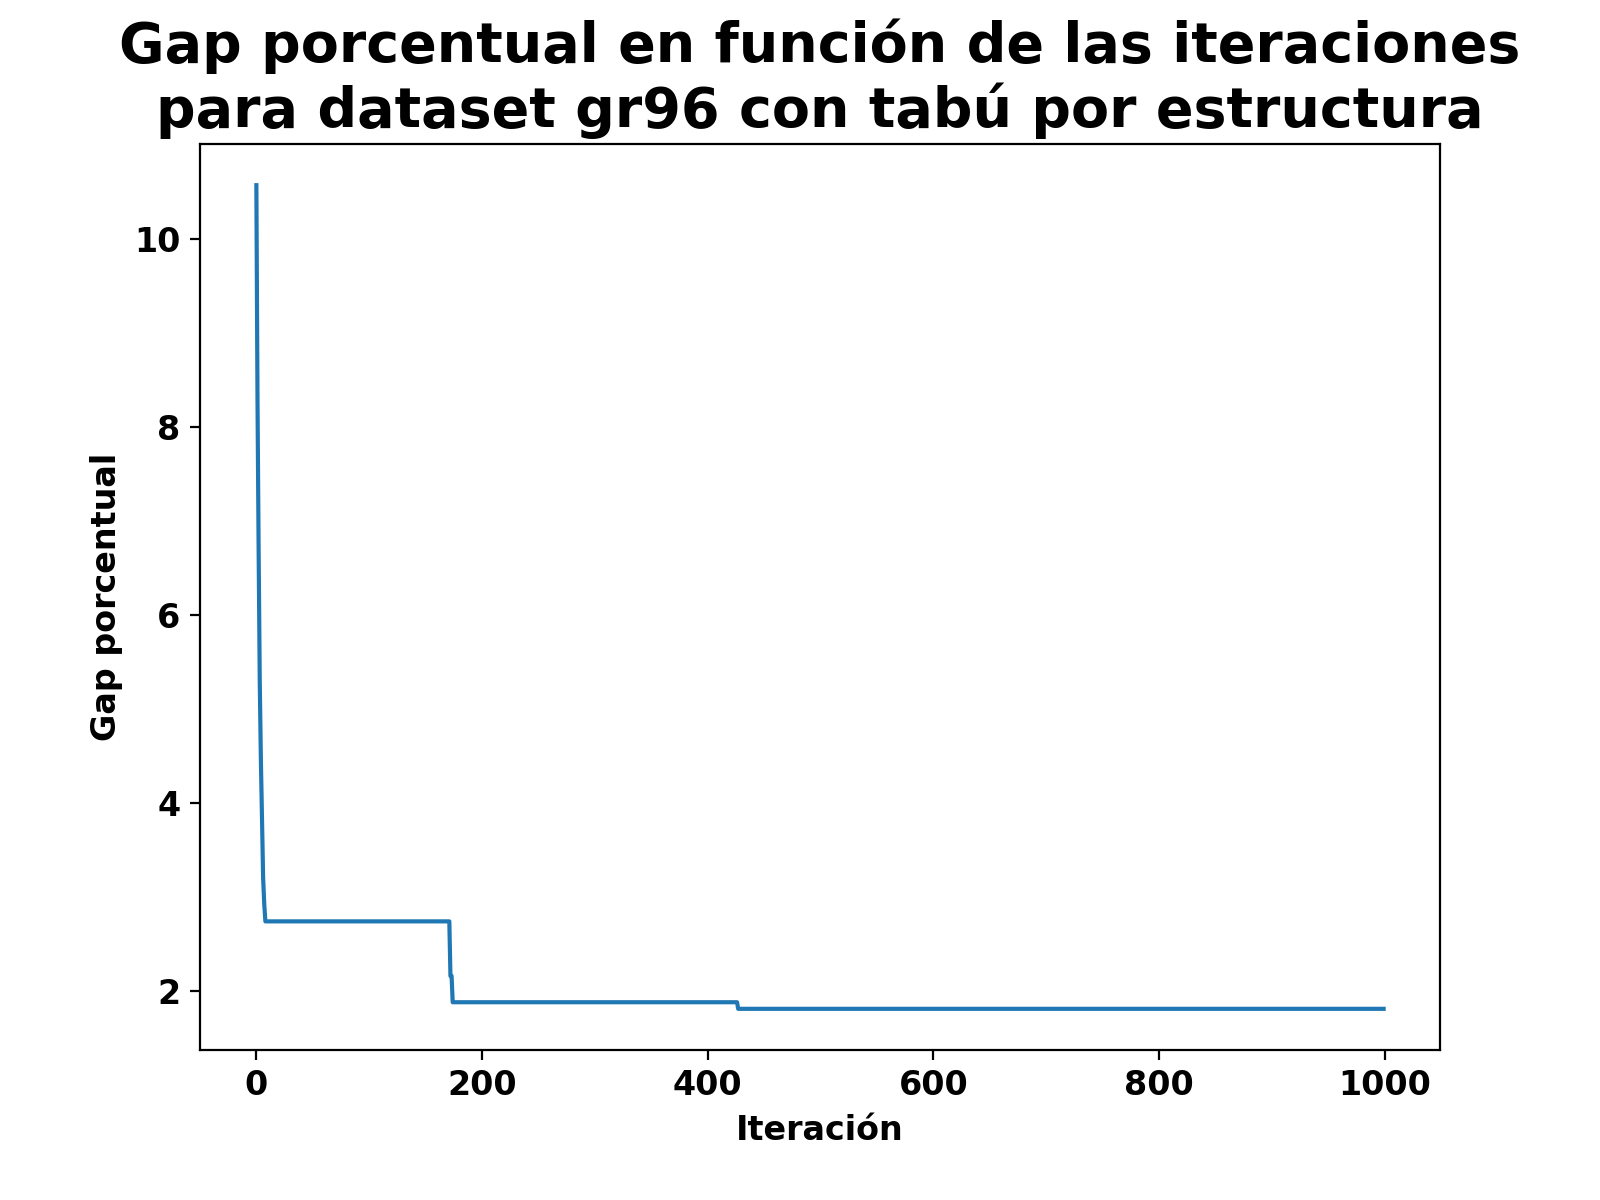 Gap porcentual en función de las iteraciones
para dataset gr96 con tabú por estructura
10
8
6
4
2
Gap porcentual
0 200 400 600 800 1000
Iteración